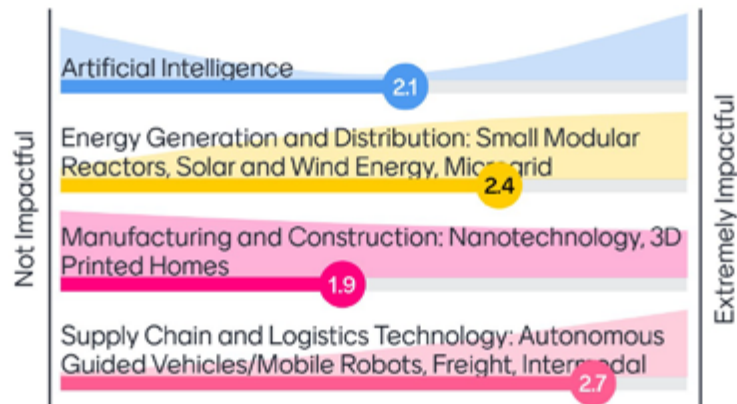 Not Impactful
Artificial Intelligence
2.1
Energy Generation and Distribution: Small Modular
Reactors, Solar and Wind Energy, Microgrid
2.4
Manufacturing and Construction: Nanotechnology, 3D
Printed Homes
1.9
Supply Chain and Logistics Technology: Autonomous
Guided Vehicles/Mobile Robots, Freight, Intermodal
2.7
Extremely Impactful